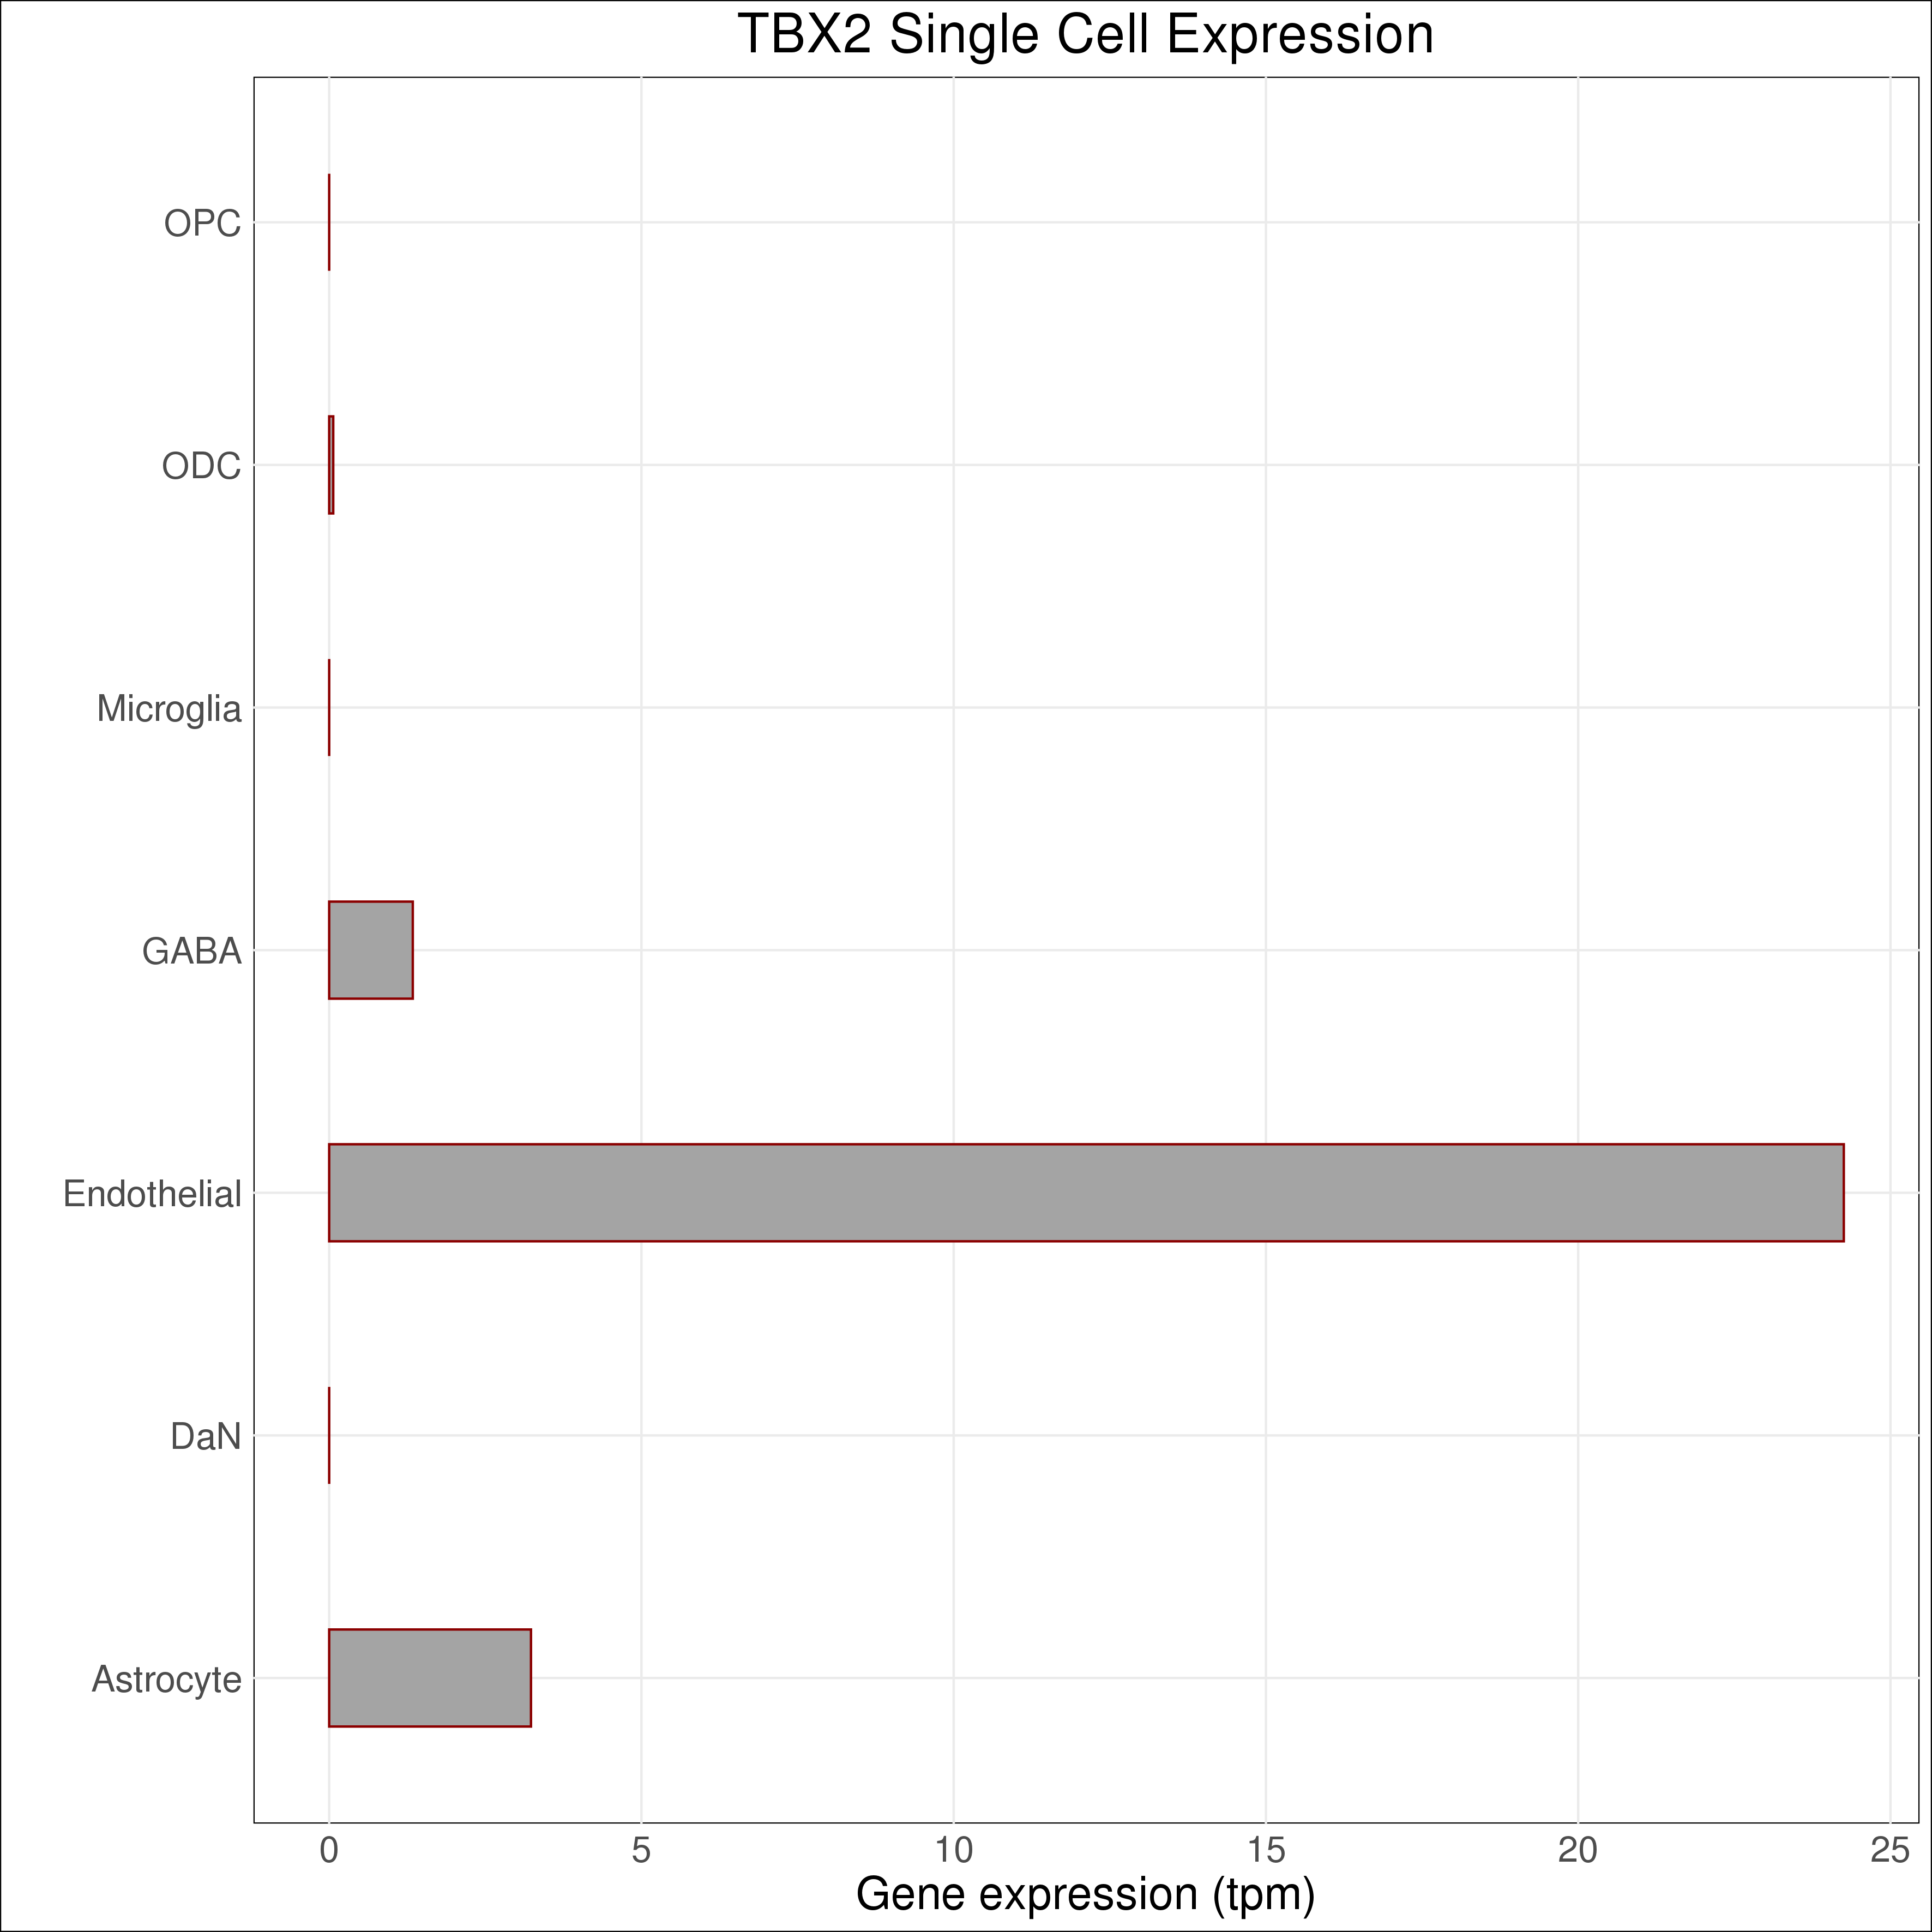 TBX2 Single Cell Expression
OPC
ODC
Microglia
GABA
Endothelial
DaN
Astrocyte
0 5 10 15 20 25
Gene expression (tpm)